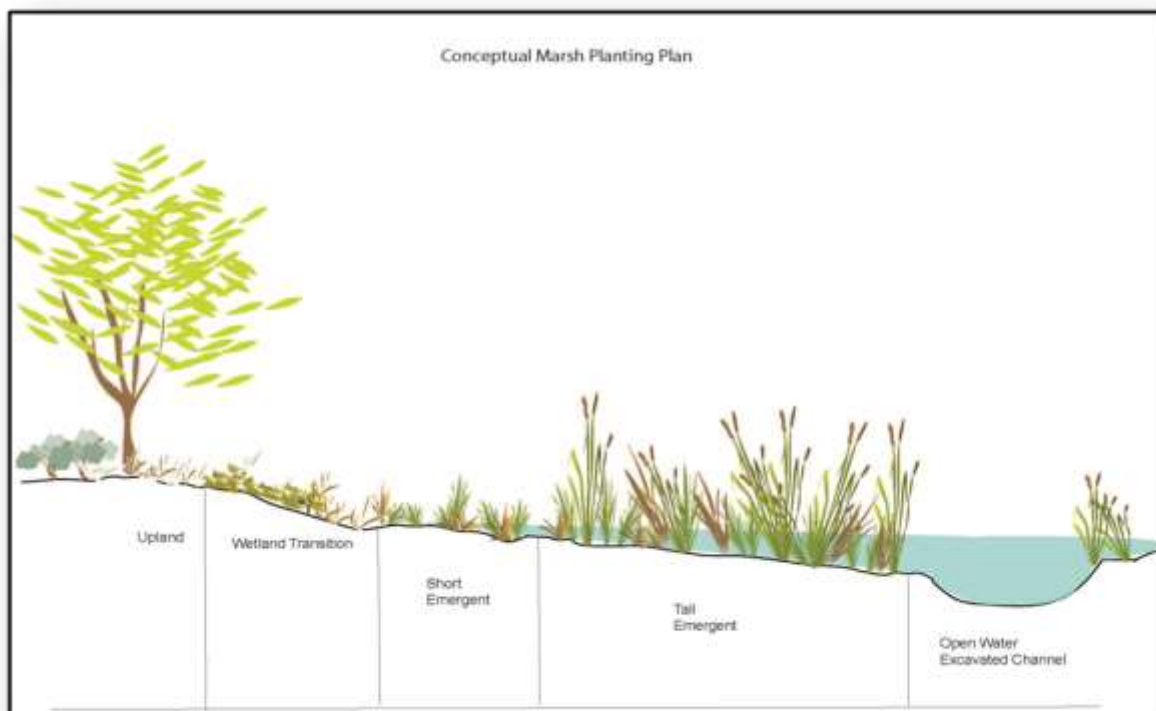 Conceptual Marsh Planting Plan
Upland
Wetland Transition
Short
Emergent
Tall
Emergent
Open Water
Excavated Channel